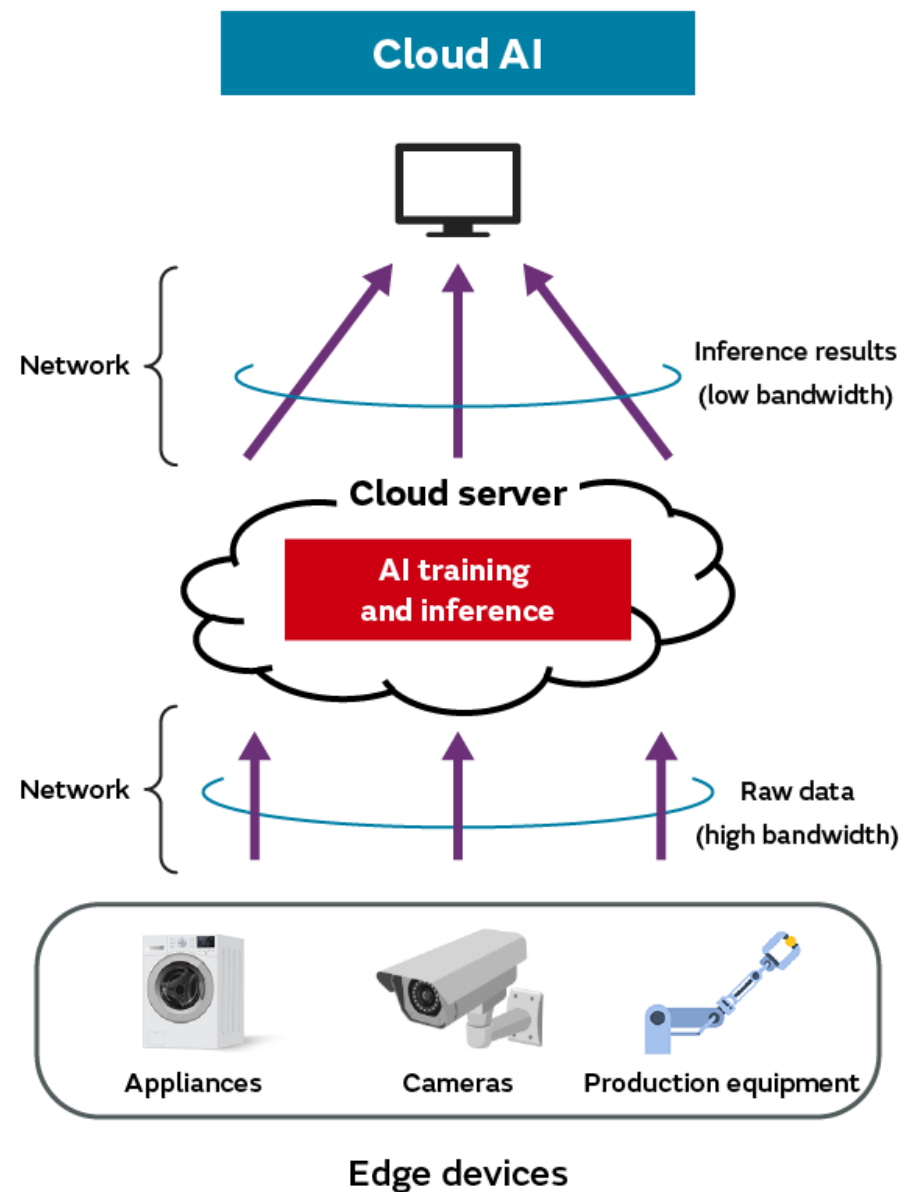 Cloud AI
Network
Inference results
(low bandwidth)
Cloud server
AI training
and inference
Network
Raw data
(high bandwidth)
Appliances
Cameras
Production equipment
Edge devices